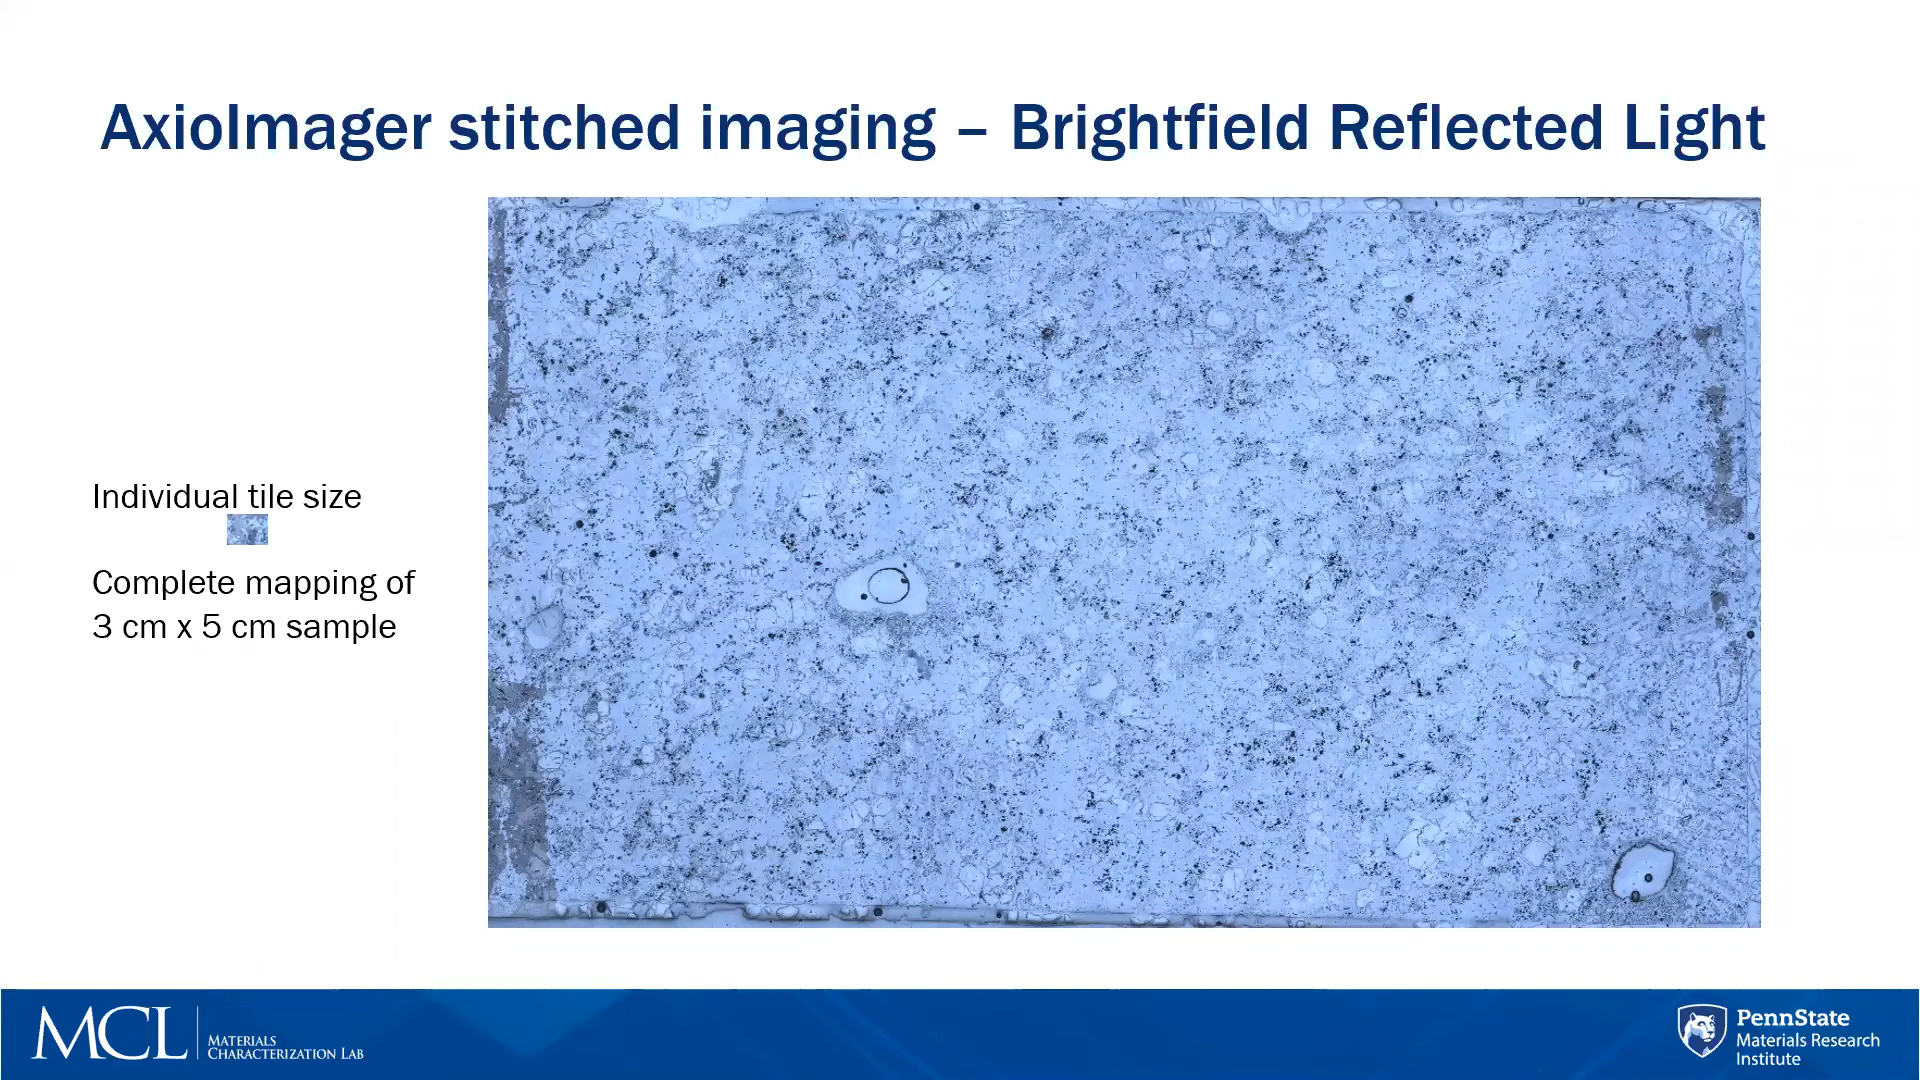 AxioImager stitched imaging – Brightfield Reflected Light
Individual tile size
Complete mapping of
3 cm x 5 cm sample
MCL
MATERIALS
CHARACTERIZATION LAB
PennState
Materials Research
Institute